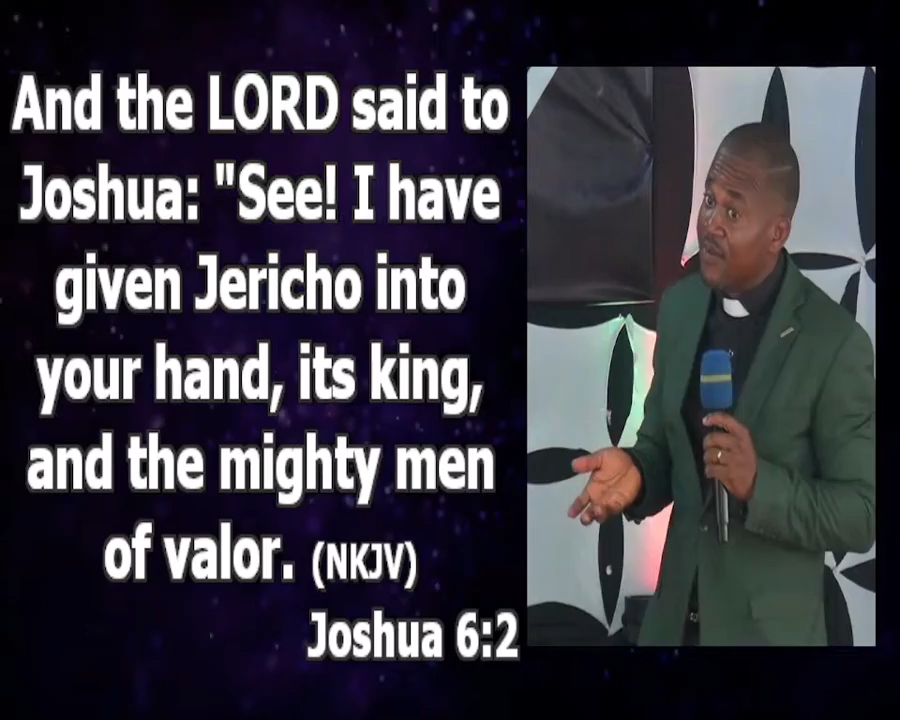 And the LORD said to
Joshua: "See! I have
given Jericho into
your hand, its king,
and the mighty men
of valor. (NKJV)
Joshua 6:2